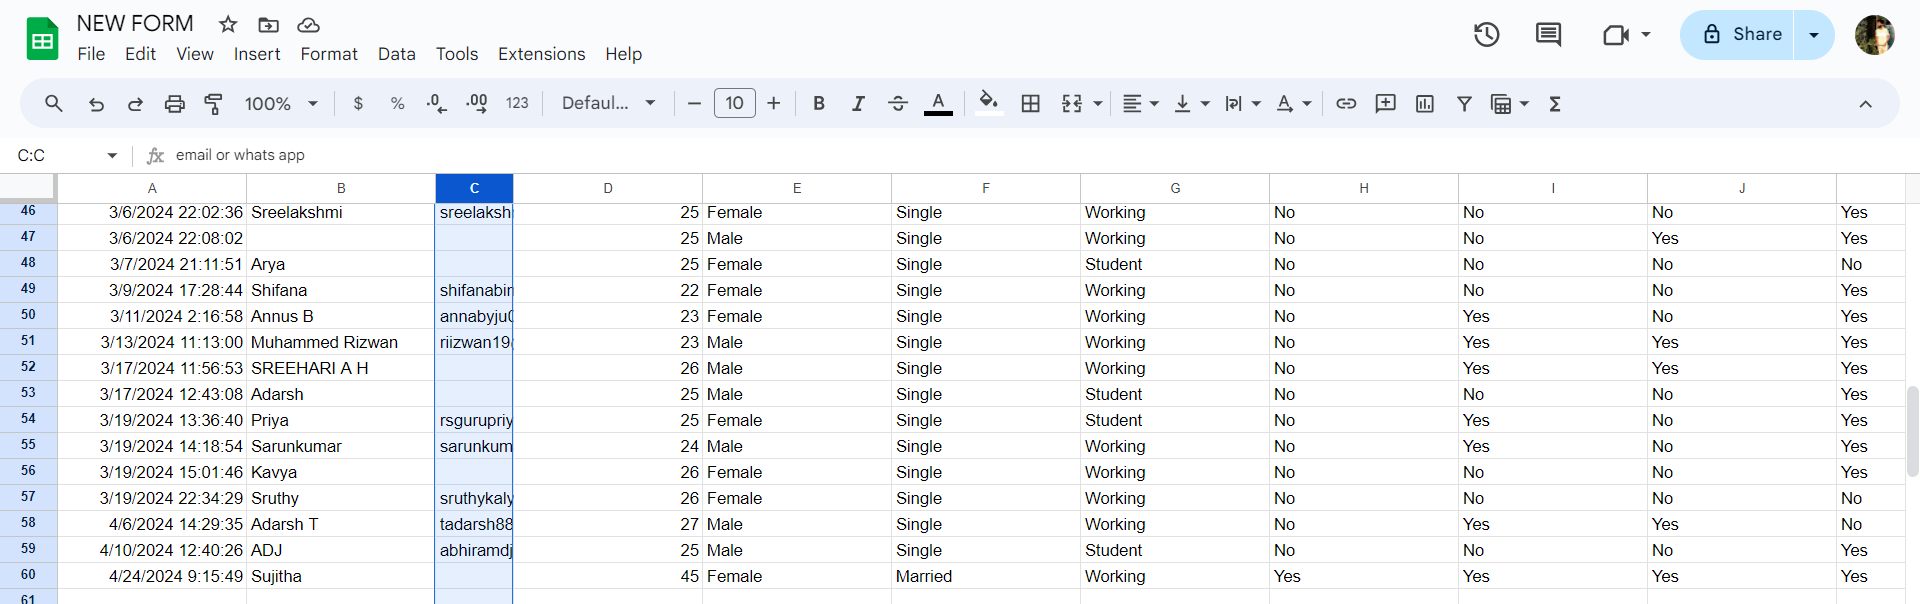 NEW FORM
File Edit View Insert Format Data Tools Extensions Help
Share
100% $ % .0 .00 123 Defaul... 10 B I A
C:C fx email or whats app
A B C D E F G H I J
46 3/6/2024 22:02:36 Sreelakshmi sreelaksh 25 Female Single Working No No No Yes
47 3/6/2024 22:08:02 25 Male Single Working No No Yes Yes
48 3/7/2024 21:11:51 Arya 25 Female Single Student No No No No
49 3/9/2024 17:28:44 Shifana shifanabin 22 Female Single Working No No No Yes
50 3/11/2024 2:16:58 Annus B annabyju0 23 Female Single Working No Yes No Yes
51 3/13/2024 11:13:00 Muhammed Rizwan riizwan19 23 Male Single Working No Yes Yes Yes
52 3/17/2024 11:56:53 SREEHARI A H 26 Male Single Working No Yes Yes Yes
53 3/17/2024 12:43:08 Adarsh 25 Male Single Student No No No Yes
54 3/19/2024 13:36:40 Priya rsgurupriy 25 Female Single Student No Yes No Yes
55 3/19/2024 14:18:54 Sarunkumar sarunkum 24 Male Single Working No Yes No Yes
56 3/19/2024 15:01:46 Kavya 26 Female Single Working No No No Yes
57 3/19/2024 22:34:29 Sruthy sruthykaly 26 Female Single Working No No No No
58 4/6/2024 14:29:35 Adarsh T tadarsh88 27 Male Single Working No Yes Yes No
59 4/10/2024 12:40:26 ADJ abhiramdj 25 Male Single Student No No No Yes
60 4/24/2024 9:15:49 Sujitha 45 Female Married Working Yes Yes Yes Yes
61